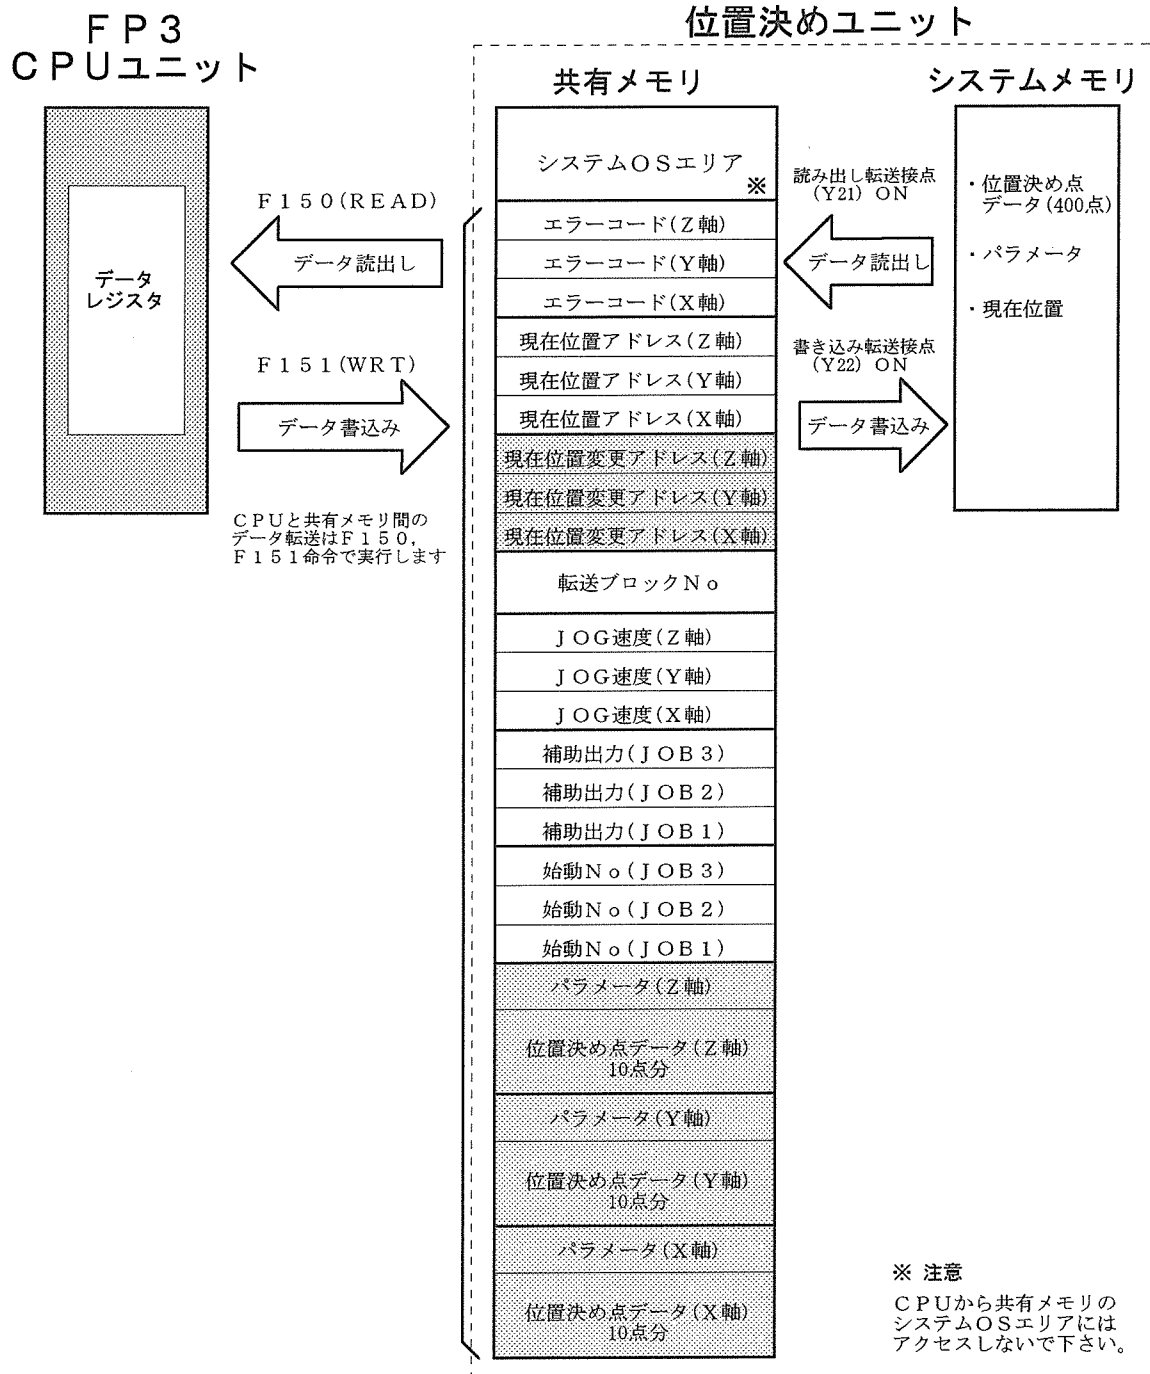 FP3
CPUユニット
位置決めユニット
共有メモリ
システムメモリ
データ
レジスタ
F150(READ)
データ読出し
F151(WRT)
データ書込み
CPUと共有メモリ間の
データ転送はF150,
F151命令で実行します
システムOSエリア
※
エラーコード(Z軸)
エラーコード(Y軸)
エラーコード(X軸)
現在位置アドレス(Z軸)
現在位置アドレス(Y軸)
現在位置アドレス(X軸)
現在位置変更アドレス(Z軸)
現在位置変更アドレス(Y軸)
現在位置変更アドレス(X軸)
転送ブロックNo
JOG速度(Z軸)
JOG速度(Y軸)
JOG速度(X軸)
補助出力(JOB3)
補助出力(JOB2)
補助出力(JOB1)
始動No(JOB3)
始動No(JOB2)
始動No(JOB1)
パラメータ(Z軸)
位置決め点データ(Z軸)
10点分
パラメータ(Y軸)
位置決め点データ(Y軸)
10点分
パラメータ(X軸)
位置決め点データ(X軸)
10点分
読み出し転送接点
(Y21) ON
データ読出し
書き込み転送接点
(Y22) ON
データ書込み
・位置決め点
データ(400点)
・パラメータ
・現在位置
※ 注意
CPUから共有メモリの
システムOSエリアには
アクセスしないで下さい。